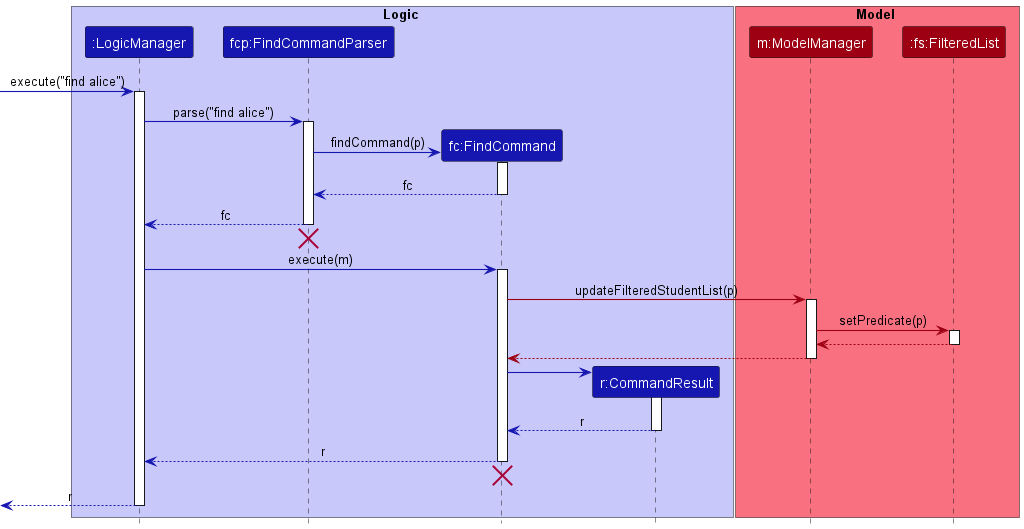 Logic
Model
:LogicManager
fcp:FindCommandParser
m:ModelManager
:fs:FilteredList
execute("find alice")
parse("find alice")
findCommand(p)
fc:FindCommand
fc
fc
execute(m)
updateFilteredStudentList(p)
setPredicate(p)
r:CommandResult
r
r
r